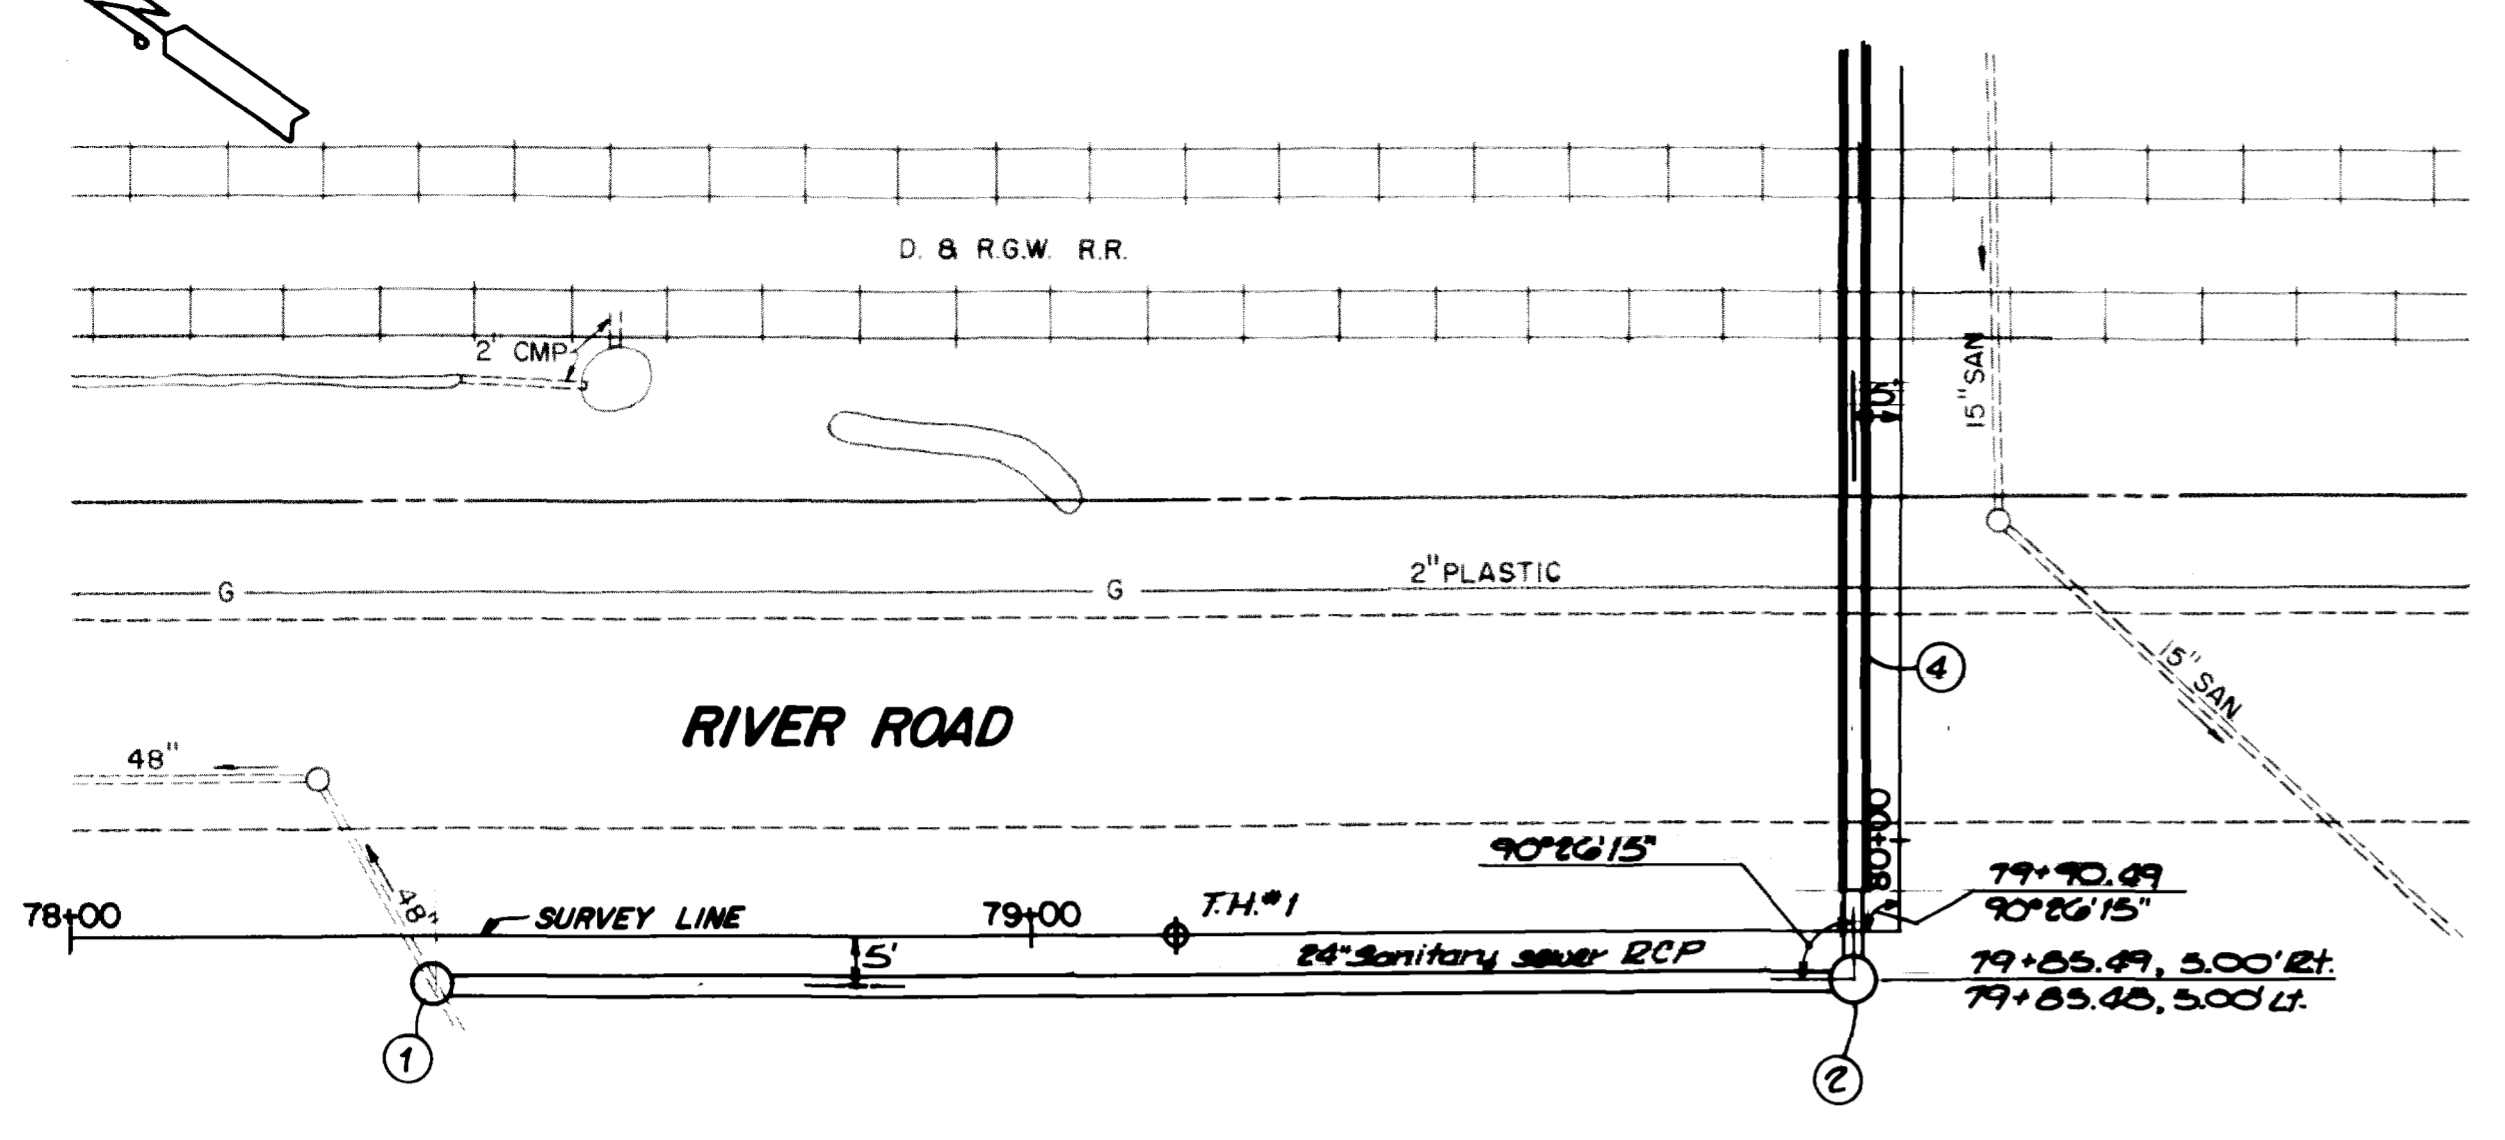 N
D. & R.G.W. R.R.
2' CMP
15" SAN
10'
2" PLASTIC
G
G
4
15" SAN
RIVER ROAD
48"
80+00
90°26'15"
79+90.49
90°26'15"
48"
78+00
SURVEY LINE
79+00
T.H.#1
5'
24" Sanitary sewer RCP
79+85.49, 5.00' Rt.
79+85.48, 5.00' Lt.
1
2